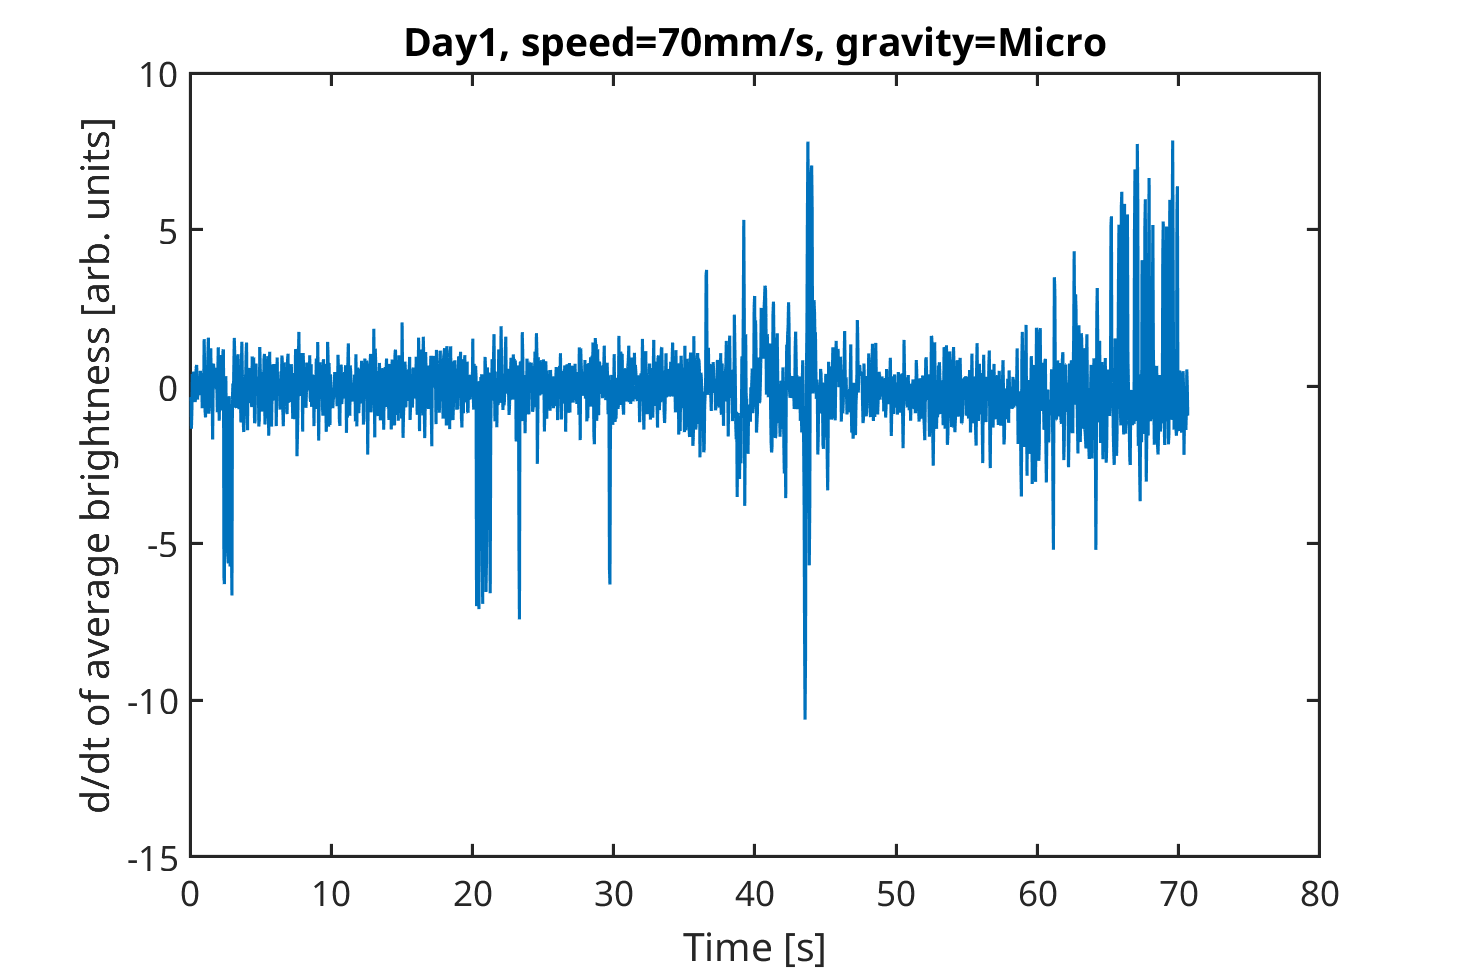 Day1, speed=70mm/s, gravity=Micro
10
5
0
-5
-10
-15
d/dt of average brightness [arb. units]
0 10 20 30 40 50 60 70 80
Time [s]